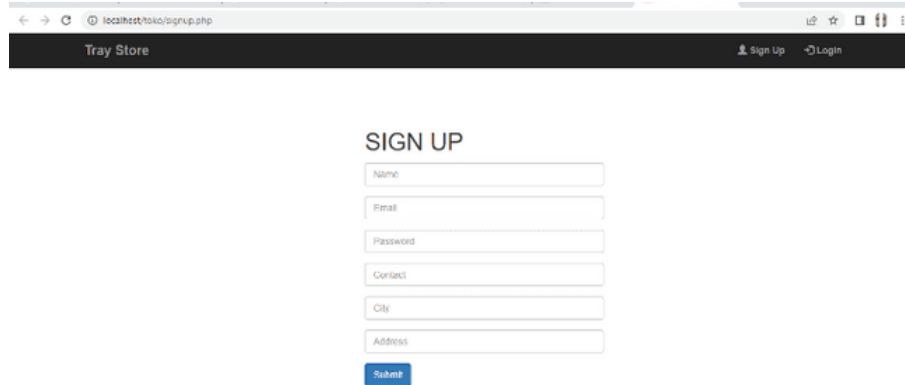 localhost/toko/signup.php
Tray Store
Sign Up
Login
SIGN UP
Name
Email
Password
Contact
City
Address
Submit